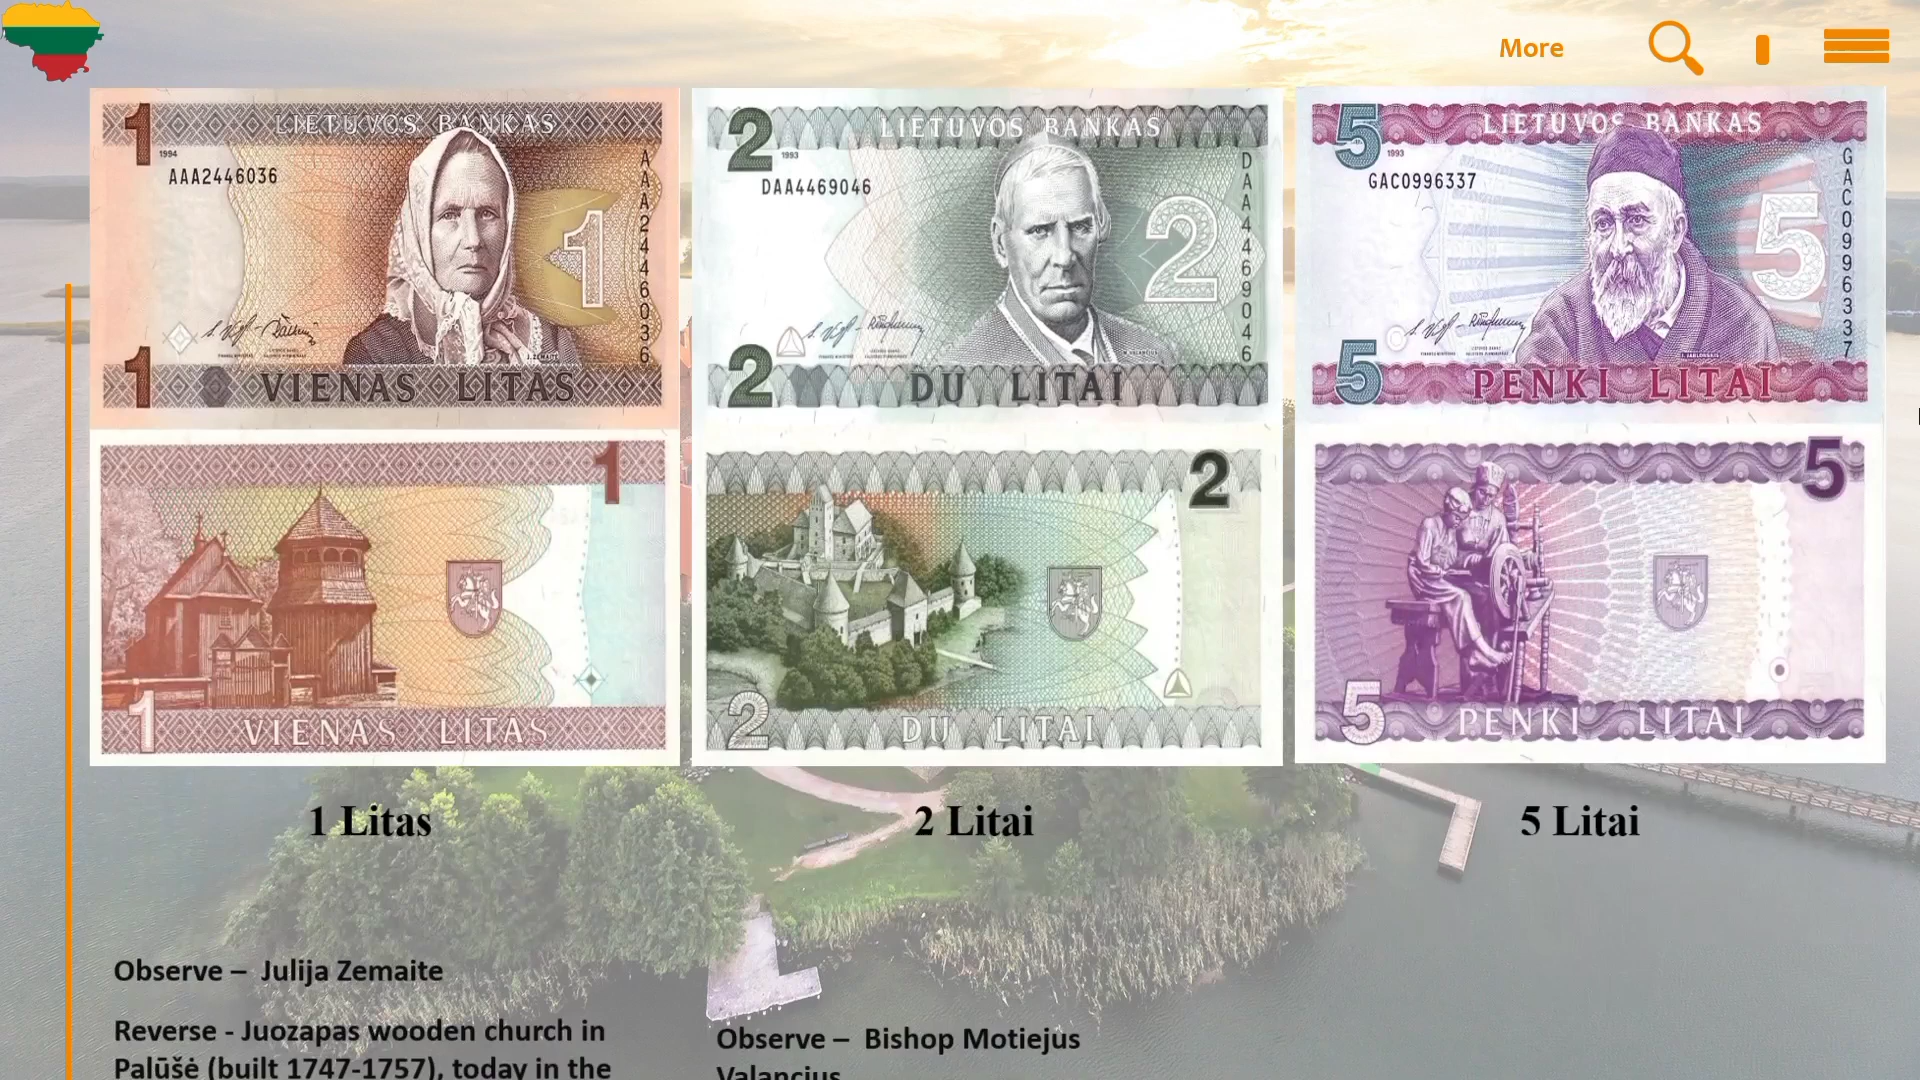 More
1
LIETUVOS BANKAS
1994
AAA2446036
AAA2446036
1
J. ŽEMAITĖ
1
VIENAS LITAS
1
1
VIENAS LITAS
2
LIETUVOS BANKAS
1993
DAA4469046
DAA4469046
2
M. VALANČIUS
2
DU LITAI
2
2
DU LITAI
5
LIETUVOS BANKAS
1993
GAC0996337
GAC0996337
5
J. JABLONSKIS
5
PENKI LITAI
5
5
PENKI LITAI
1 Litas
2 Litai
5 Litai
Observe – Julija Zemaite
Reverse - Juozapas wooden church in
Palūšė (built 1747-1757), today in the
Observe – Bishop Motiejus
Valancius